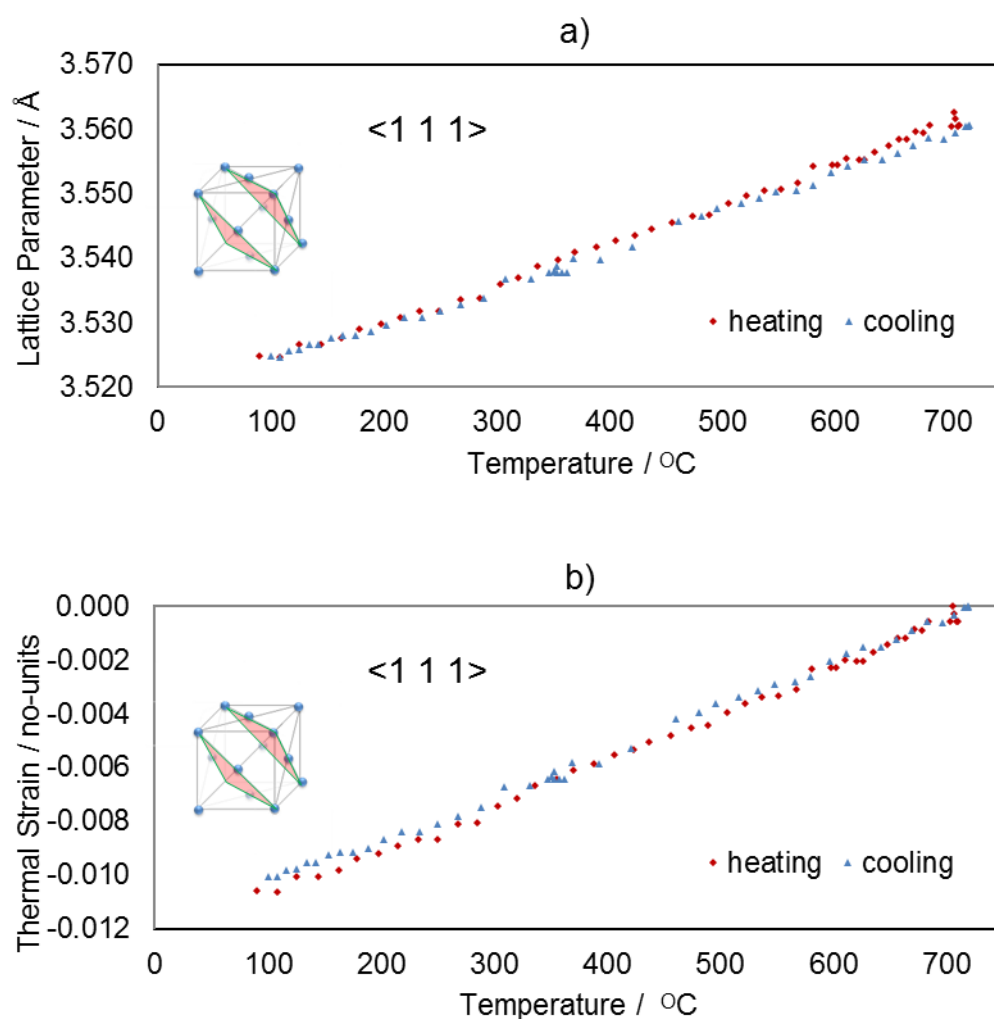 a)
Lattice Parameter / Å
3.570
3.560
3.550
3.540
3.530
3.520
<1 1 1>
heating cooling
0 100 200 300 400 500 600 700
Temperature / ᴼC
b)
Thermal Strain / no-units
0.000
-0.002
-0.004
-0.006
-0.008
-0.010
-0.012
<1 1 1>
heating cooling
0 100 200 300 400 500 600 700
Temperature / ᴼC